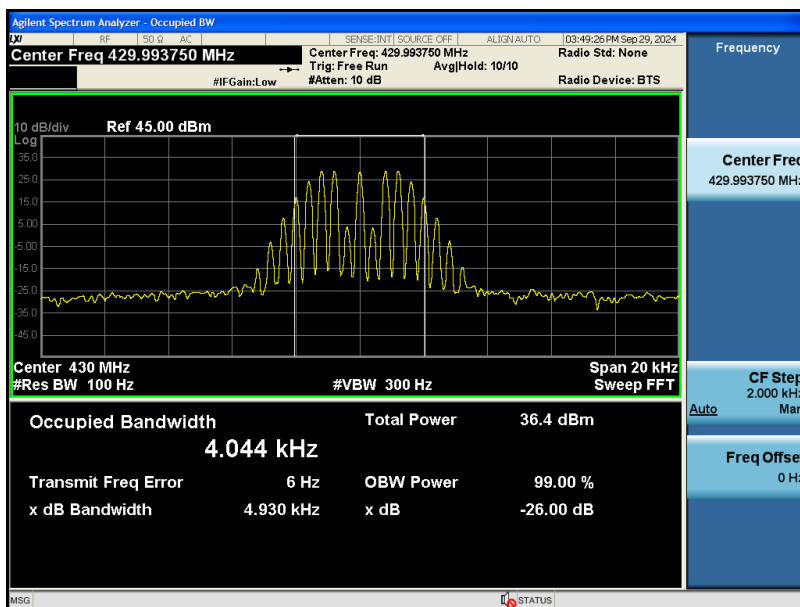 Agilent Spectrum Analyzer - Occupied BW
LXI RF 50 Ω AC SENSE:INT SOURCE OFF ALIGN AUTO 03:49:26 PM Sep 29, 2024
Center Freq 429.993750 MHz
Center Freq: 429.993750 MHz
Radio Std: None
Trig: Free Run Avg|Hold: 10/10
#IFGain:Low #Atten: 10 dB Radio Device: BTS
10 dB/div Ref 45.00 dBm
Log
35.0
25.0
15.0
5.00
-5.00
-15.0
-25.0
-35.0
-45.0
Center 430 MHz Span 20 kHz
#Res BW 100 Hz #VBW 300 Hz Sweep FFT
Occupied Bandwidth Total Power 36.4 dBm
4.044 kHz
Transmit Freq Error 6 Hz OBW Power 99.00 %
x dB Bandwidth 4.930 kHz x dB -26.00 dB
MSG STATUS
Frequency
Center Freq
429.993750 MHz
CF Step
2.000 kHz
Auto Man
Freq Offset
0 Hz